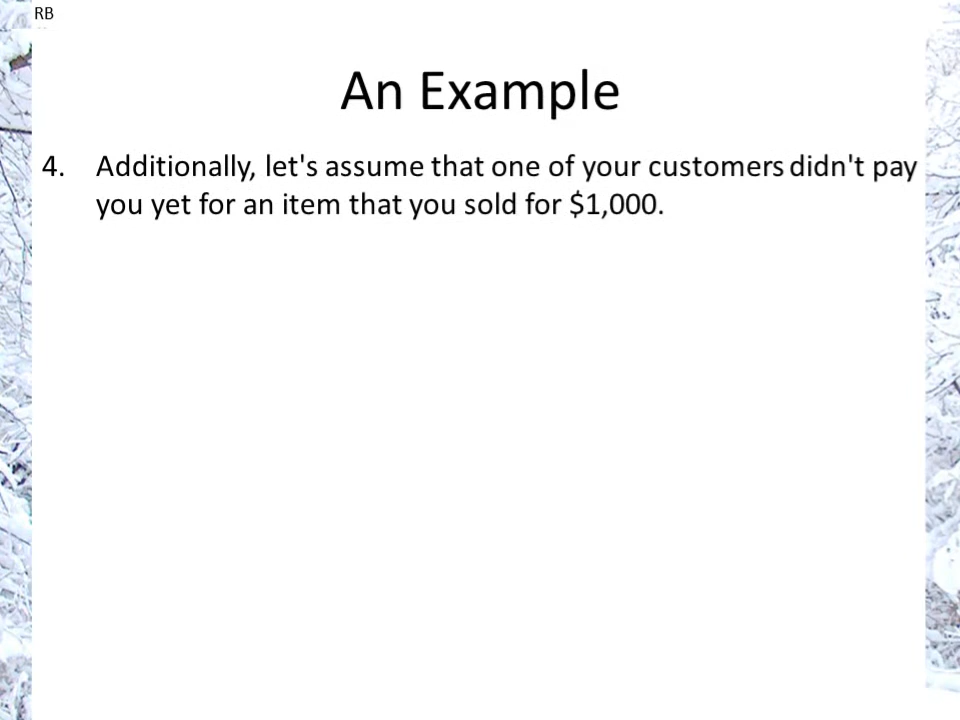 RB
An Example
4. Additionally, let's assume that one of your customers didn't pay
you yet for an item that you sold for $1,000.